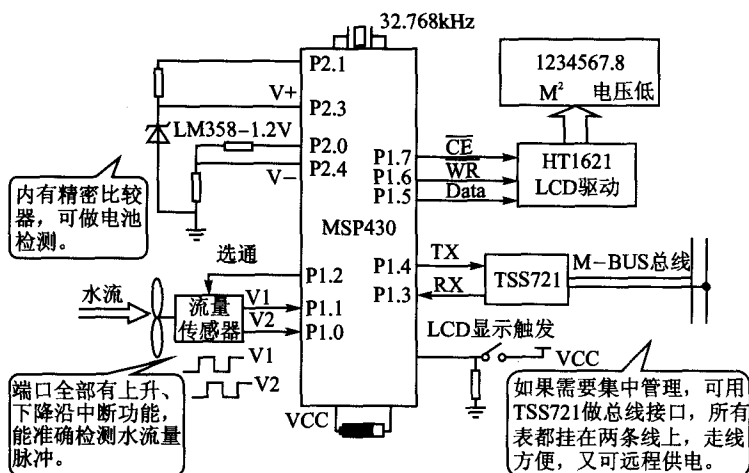 32.768kHz
P2.1
V+
P2.3
LM358-1.2V
P2.0
P2.4
V-
内有精密比较
器，可做电池
检测。
MSP430
1234567.8
M²
电压低
P1.7
CE
P1.6
WR
P1.5
Data
HT1621
LCD驱动
选通
P1.2
水流
流量
传感器
V1
P1.1
V2
P1.0
V1
V2
P1.4
TX
P1.3
RX
TSS721
M-BUS总线
LCD显示触发
VCC
VCC
端口全部有上升、
下降沿中断功能，
能准确检测水流量
脉冲。
如果需要集中管理，可用
TSS721做总线接口，所有
表都挂在两条线上，走线
方便，又可远程供电。